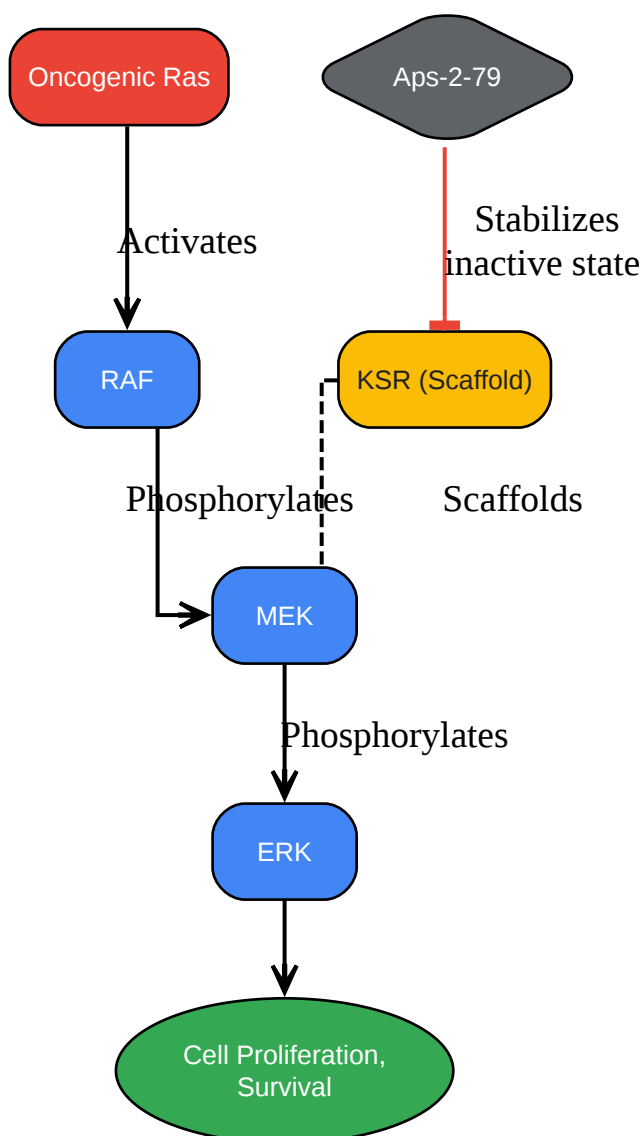 Oncogenic Ras
Aps-2-79
Activates
Stabilizes
inactive state
RAF
KSR (Scaffold)
Phosphorylates
Scaffolds
MEK
Phosphorylates
ERK
Cell Proliferation,
Survival